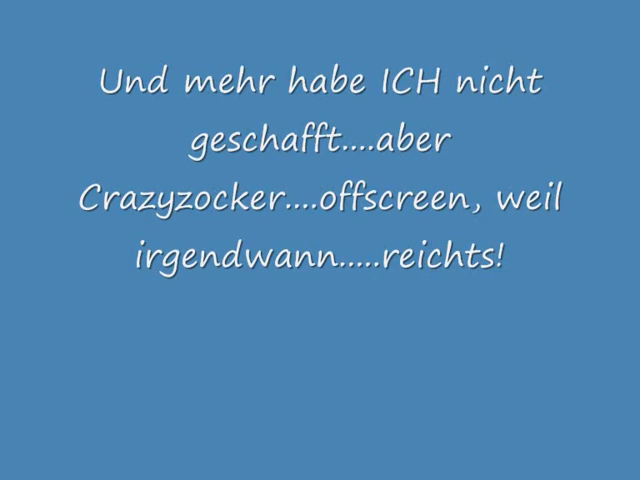 Und mehr habe ICH nicht
geschafft....aber
Crazyzocker....offscreen, weil
irgendwann.....reichts!